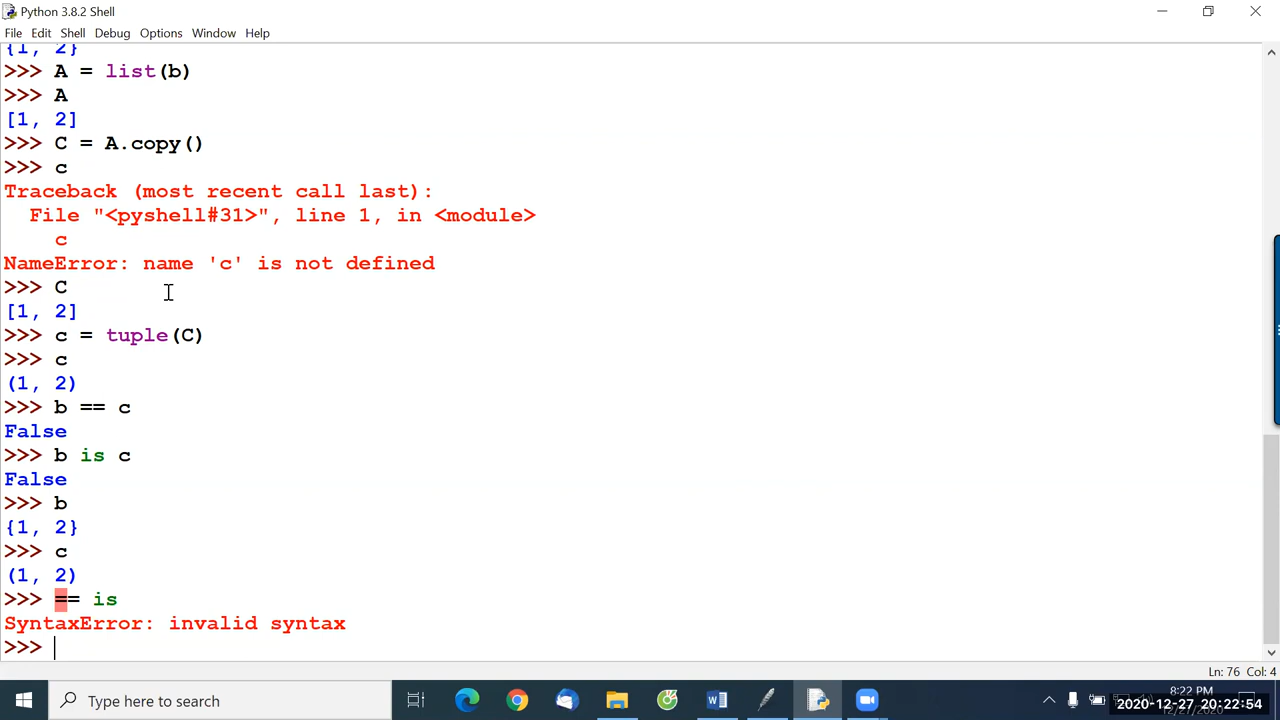 Python 3.8.2 Shell
File Edit Shell Debug Options Window Help
{1, 2}
>>> A = list(b)
>>> A
[1, 2]
>>> C = A.copy()
>>> c
Traceback (most recent call last):
  File "<pyshell#31>", line 1, in <module>
    c
NameError: name 'c' is not defined
>>> C
[1, 2]
>>> c = tuple(C)
>>> c
(1, 2)
>>> b == c
False
>>> b is c
False
>>> b
{1, 2}
>>> c
(1, 2)
>>> == is
SyntaxError: invalid syntax
>>>
Ln: 76 Col: 4
Type here to search
8:22 PM
2020-12-27 20:22:54